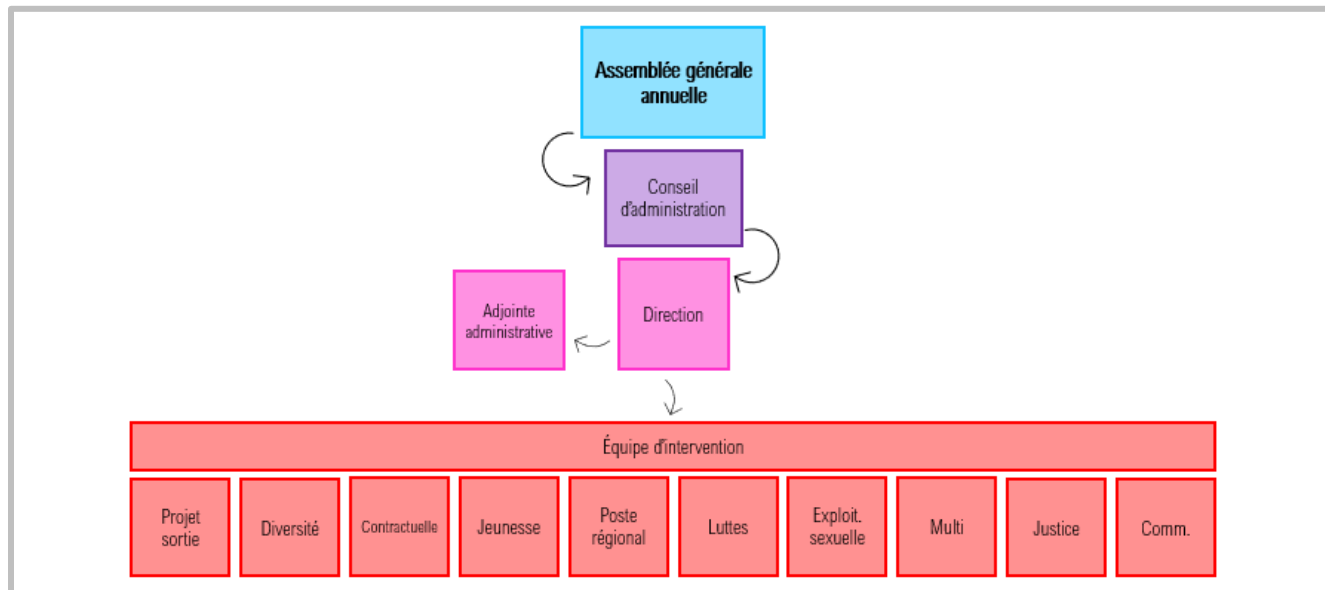 Assemblée générale
annuelle
Conseil
d'administration
Adjointe
administrative
Direction
Équipe d'intervention
Projet
sortie
Diversité
Contractuelle
Jeunesse
Poste
régional
Luttes
Exploit.
sexuelle
Multi
Justice
Comm.